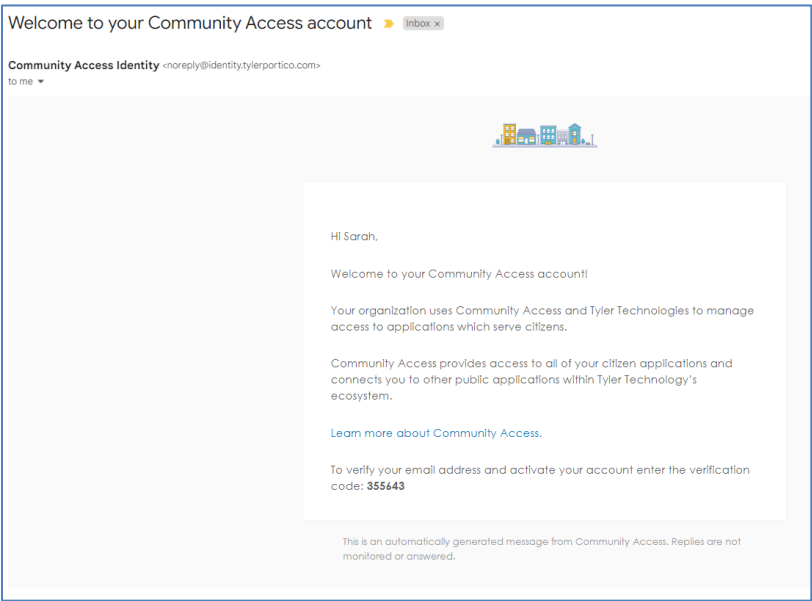 Welcome to your Community Access account Inbox ×
Community Access Identity <noreply@identity.tylerportico.com>
to me
Hi Sarah,
Welcome to your Community Access account!
Your organization uses Community Access and Tyler Technologies to manage
access to applications which serve citizens.
Community Access provides access to all of your citizen applications and
connects you to other public applications within Tyler Technology's
ecosystem.
Learn more about Community Access.
To verify your email address and activate your account enter the verification
code: 355643
This is an automatically generated message from Community Access. Replies are not
monitored or answered.